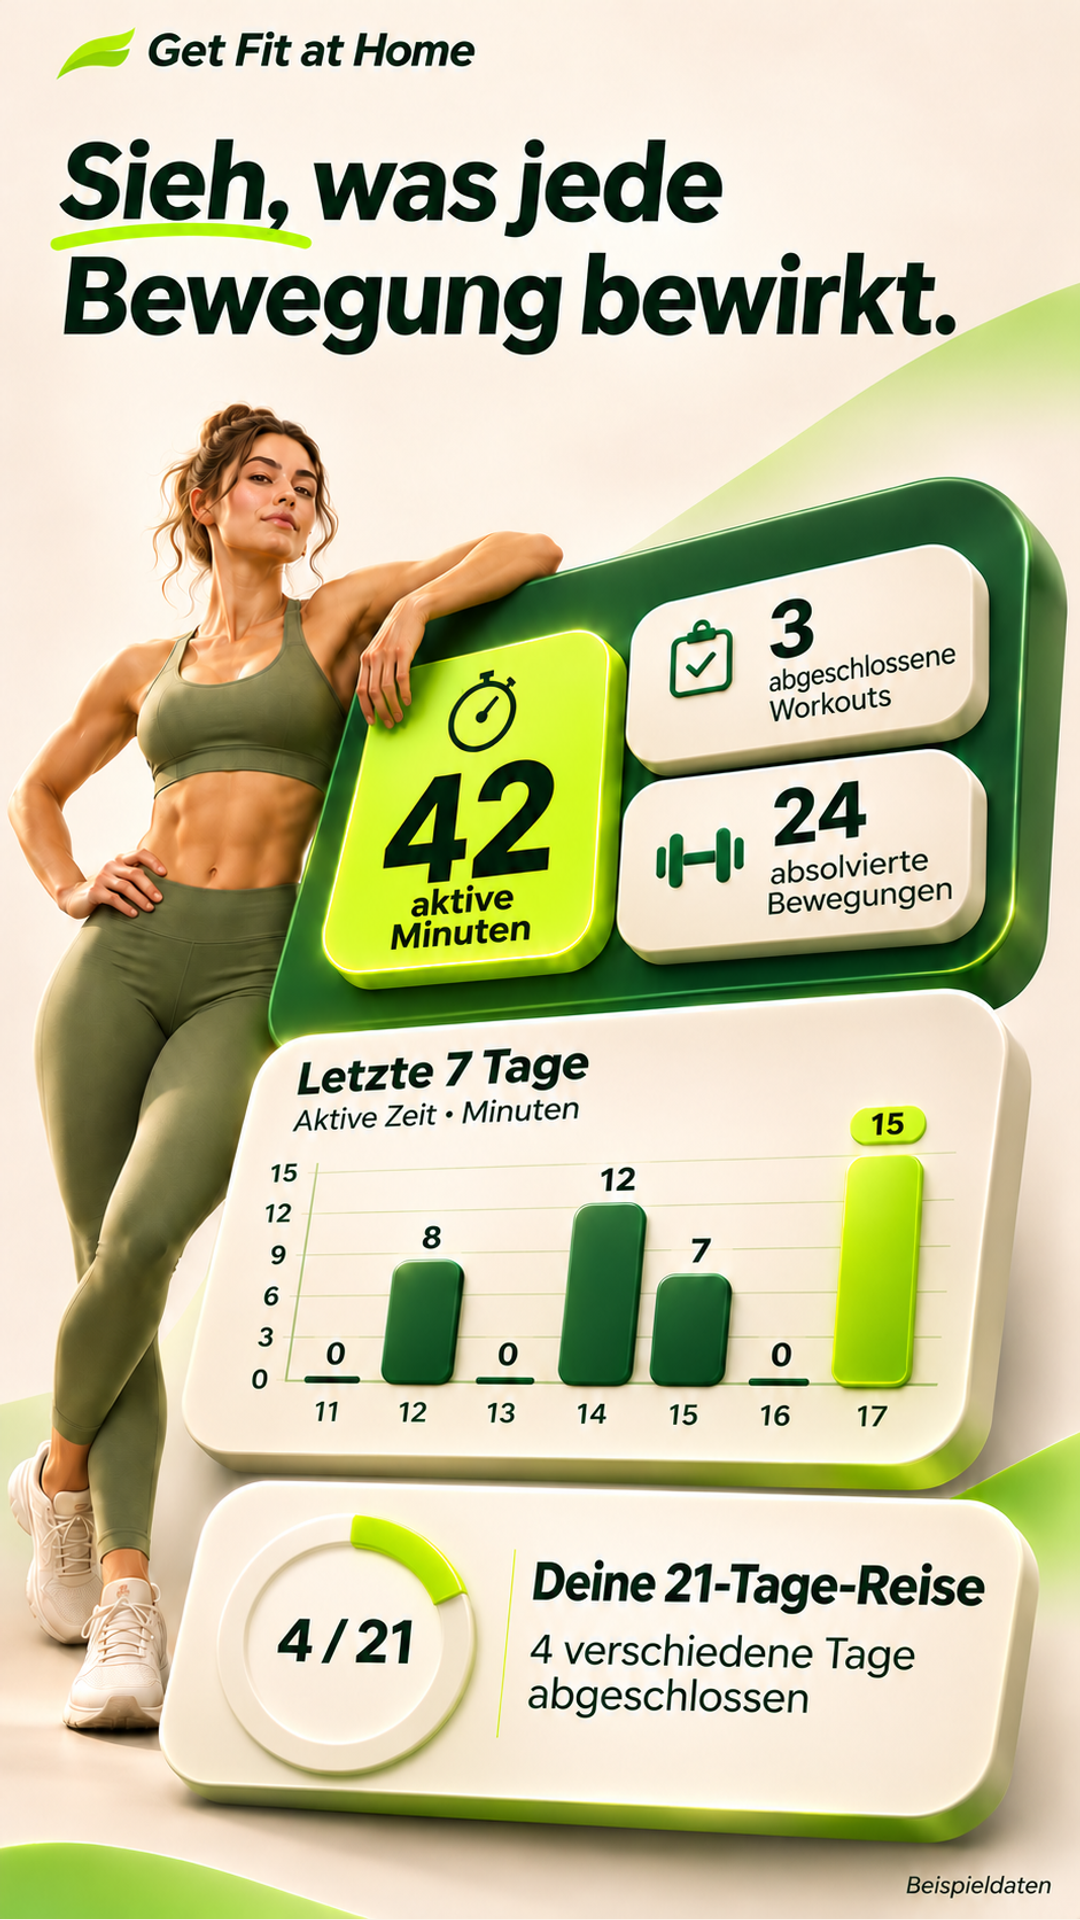 Get Fit at Home
Sieh, was jede
Bewegung bewirkt.
42
aktive
Minuten
3
abgeschlossene
Workouts
24
absolvierte
Bewegungen
Letzte 7 Tage
Aktive Zeit • Minuten
15
12
9
6
3
0
0
8
0
12
7
0
15
11 12 13 14 15 16 17
4 / 21
Deine 21-Tage-Reise
4 verschiedene Tage
abgeschlossen
Beispieldaten